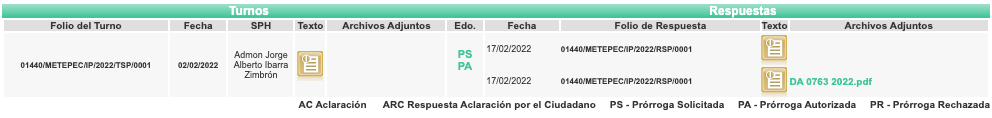 Turnos Respuestas
Folio del Turno Fecha SPH Texto Archivos Adjuntos Edo. Fecha Folio de Respuesta Texto Archivos Adjuntos
01440/METEPEC/IP/2022/TSP/0001 02/02/2022 Admon Jorge
Alberto Ibarra
Zimbrón
PS
PA
17/02/2022 01440/METEPEC/IP/2022/RSP/0001
17/02/2022 01440/METEPEC/IP/2022/RSP/0001 DA 0763 2022.pdf
AC Aclaración ARC Respuesta Aclaración por el Ciudadano PS - Prórroga Solicitada PA - Prórroga Autorizada PR - Prórroga Rechazada